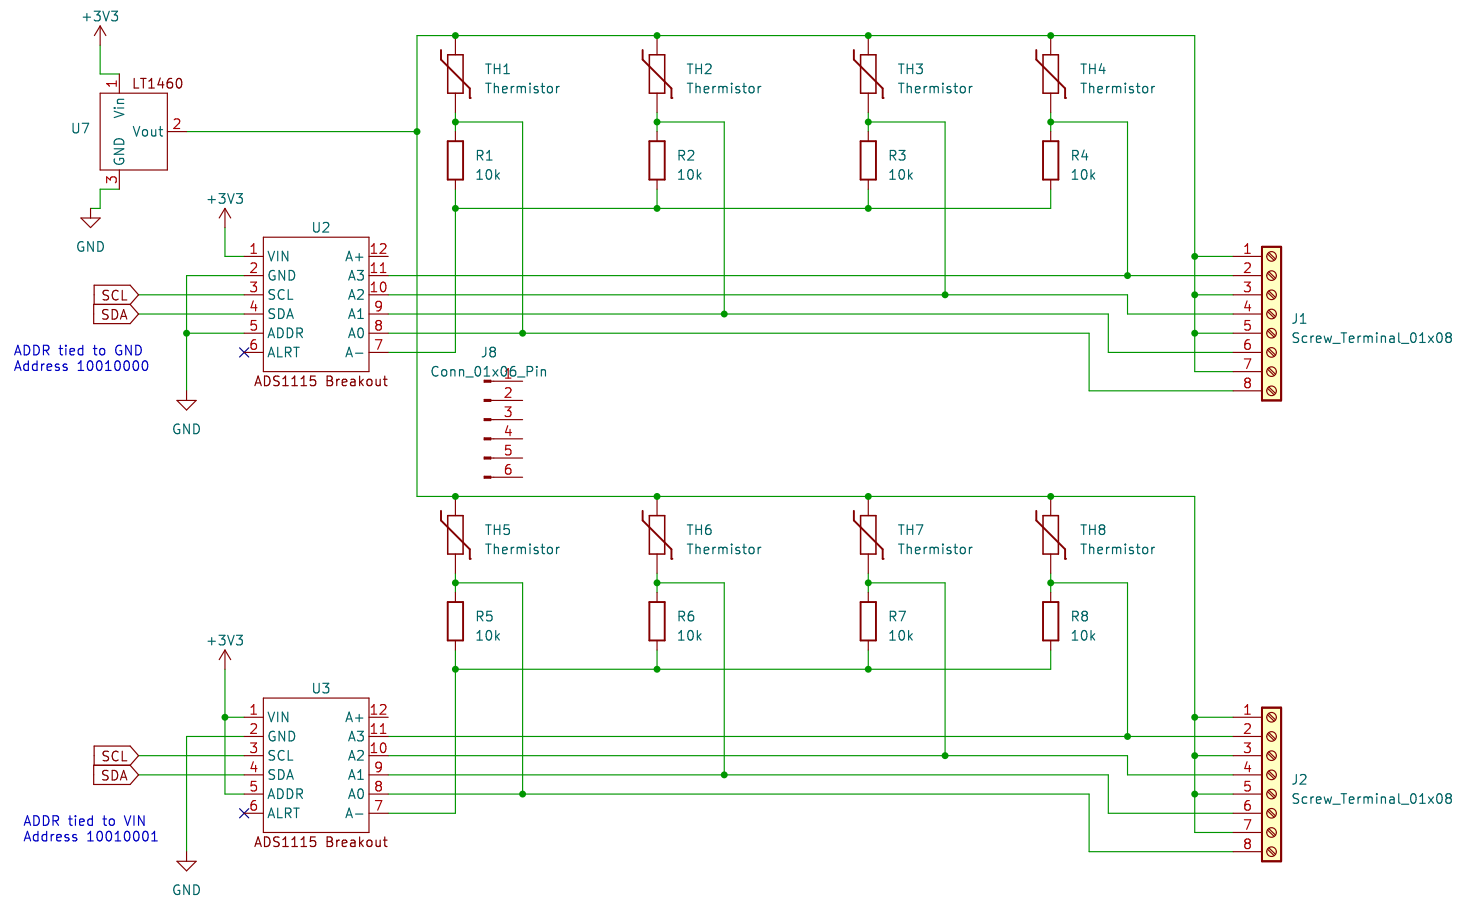 +3V3
LT1460
U7
1
Vin
Vout
2
GND
3
GND
TH1
Thermistor
TH2
Thermistor
TH3
Thermistor
TH4
Thermistor
R1
10k
R2
10k
R3
10k
R4
10k
+3V3
U2
1 VIN A+ 12
2 GND A3 11
3 SCL A2 10
4 SDA A1 9
5 ADDR A0 8
6 ALRT A- 7
ADS1115 Breakout
SCL
SDA
ADDR tied to GND
Address 10010000
GND
J8
Conn_01x06_Pin
1
2
3
4
5
6
1
2
3
4
5
6
7
8
J1
Screw_Terminal_01x08
TH5
Thermistor
TH6
Thermistor
TH7
Thermistor
TH8
Thermistor
R5
10k
R6
10k
R7
10k
R8
10k
+3V3
U3
1 VIN A+ 12
2 GND A3 11
3 SCL A2 10
4 SDA A1 9
5 ADDR A0 8
6 ALRT A- 7
ADS1115 Breakout
SCL
SDA
ADDR tied to VIN
Address 10010001
GND
1
2
3
4
5
6
7
8
J2
Screw_Terminal_01x08